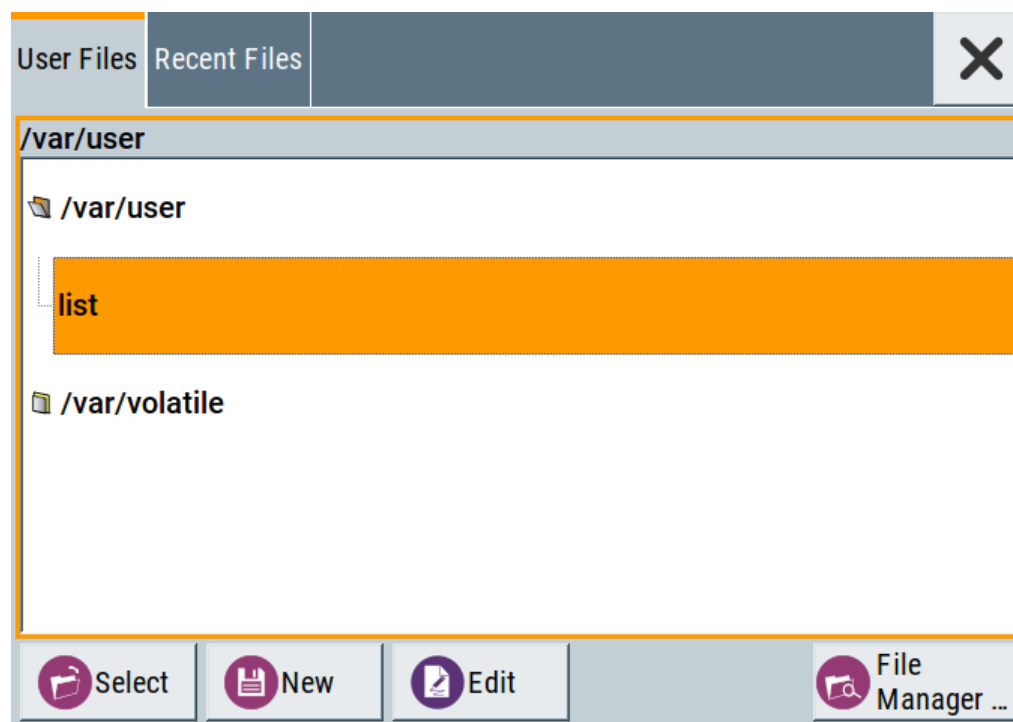 User Files Recent Files
/var/user
/var/user
list
/var/volatile
Select New Edit File
Manager ...